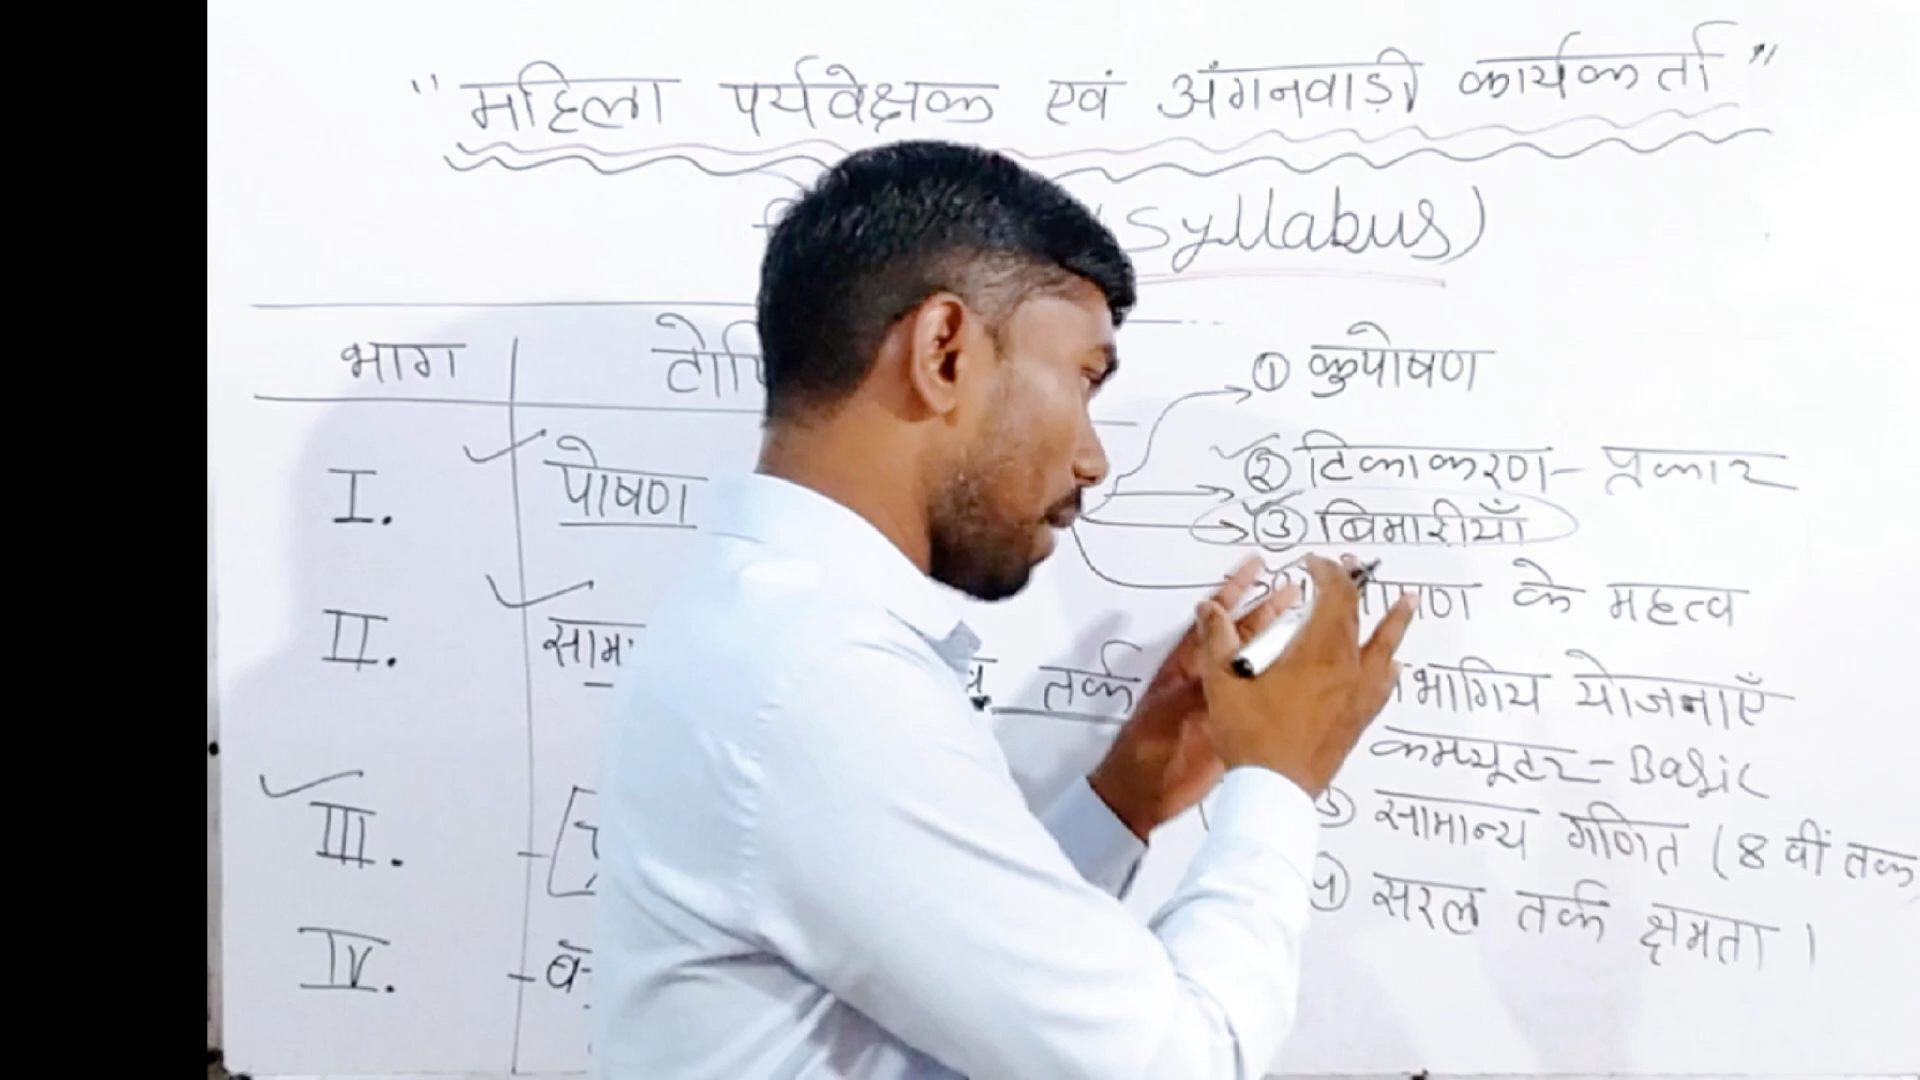 "महिला पर्यवेक्षक एवं अंगनवाड़ी कार्यकर्ता"
(Syllabus)
भाग
① कुपोषण
② टिकाकरण - प्रकार
I. पोषण
③ बिमारीयाँ
के महत्व
II.
तर्क
योजनाएँ
कम्प्यूटर - Basic
III.
सामान्य गणित (8 वीं तक)
सरल तर्क क्षमता।
IV.